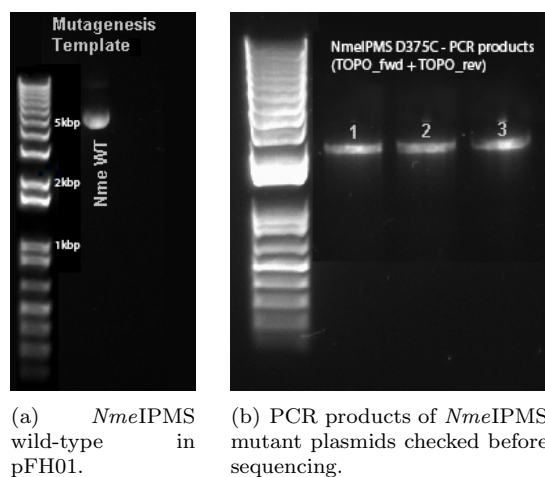 Mutagenesis
Template
5kbp
2kbp
1kbp
Nme WT
NmeIPMS D375C - PCR products
(TOPO_fwd + TOPO_rev)
1 2 3
(a) NmeIPMS
wild-type in
pFH01.
(b) PCR products of NmeIPMS
mutant plasmids checked before
sequencing.